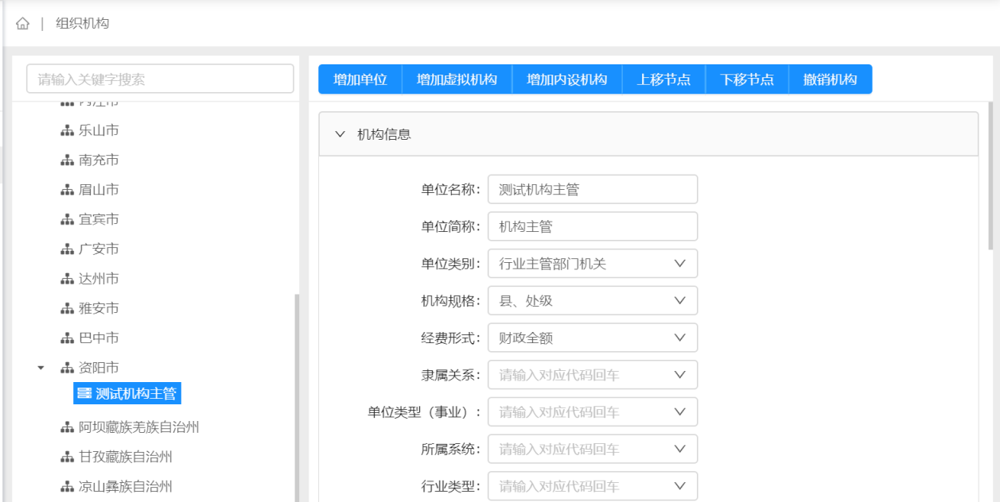 组织机构
请输入关键字搜索
内江市
乐山市
南充市
眉山市
宜宾市
广安市
达州市
雅安市
巴中市
资阳市
测试机构主管
阿坝藏族羌族自治州
甘孜藏族自治州
凉山彝族自治州
增加单位 增加虚拟机构 增加内设机构 上移节点 下移节点 撤销机构
机构信息
单位名称: 测试机构主管
单位简称: 机构主管
单位类别: 行业主管部门机关
机构规格: 县、处级
经费形式: 财政全额
隶属关系: 请输入对应代码回车
单位类型（事业）: 请输入对应代码回车
所属系统: 请输入对应代码回车
行业类型: 请输入对应代码回车